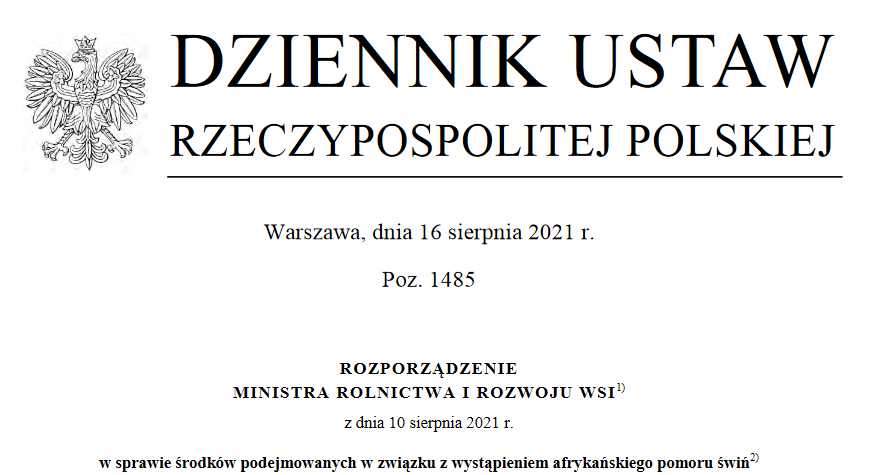 DZIENNIK USTAW
RZECZYPOSPOLITEJ POLSKIEJ
Warszawa, dnia 16 sierpnia 2021 r.
Poz. 1485
ROZPORZĄDZENIE
MINISTRA ROLNICTWA I ROZWOJU WSI1)
z dnia 10 sierpnia 2021 r.
w sprawie środków podejmowanych w związku z wystąpieniem afrykańskiego pomoru świń2)